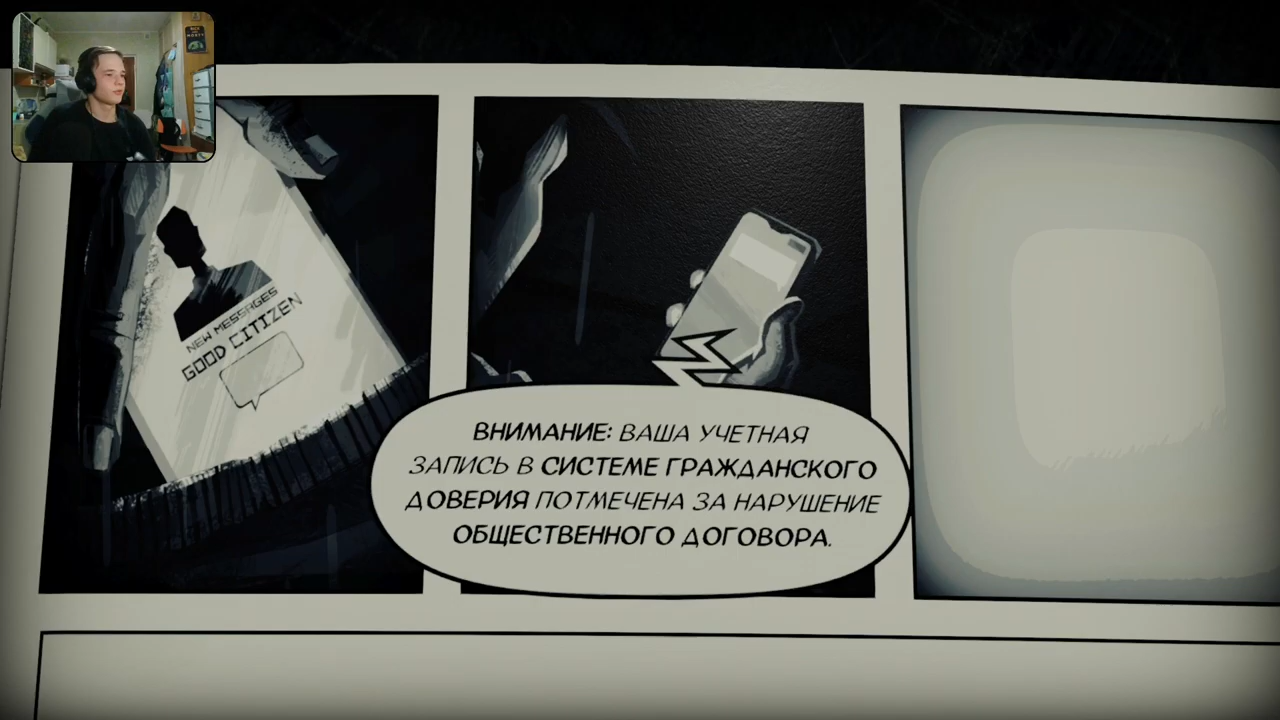 NEW MESSAGES
GOOD CITIZEN
ВНИМАНИЕ: ВАША УЧЕТНАЯ
ЗАПИСЬ В СИСТЕМЕ ГРАЖДАНСКОГО
ДОВЕРИЯ ПОТМЕЧЕНА ЗА НАРУШЕНИЕ
ОБЩЕСТВЕННОГО ДОГОВОРА.